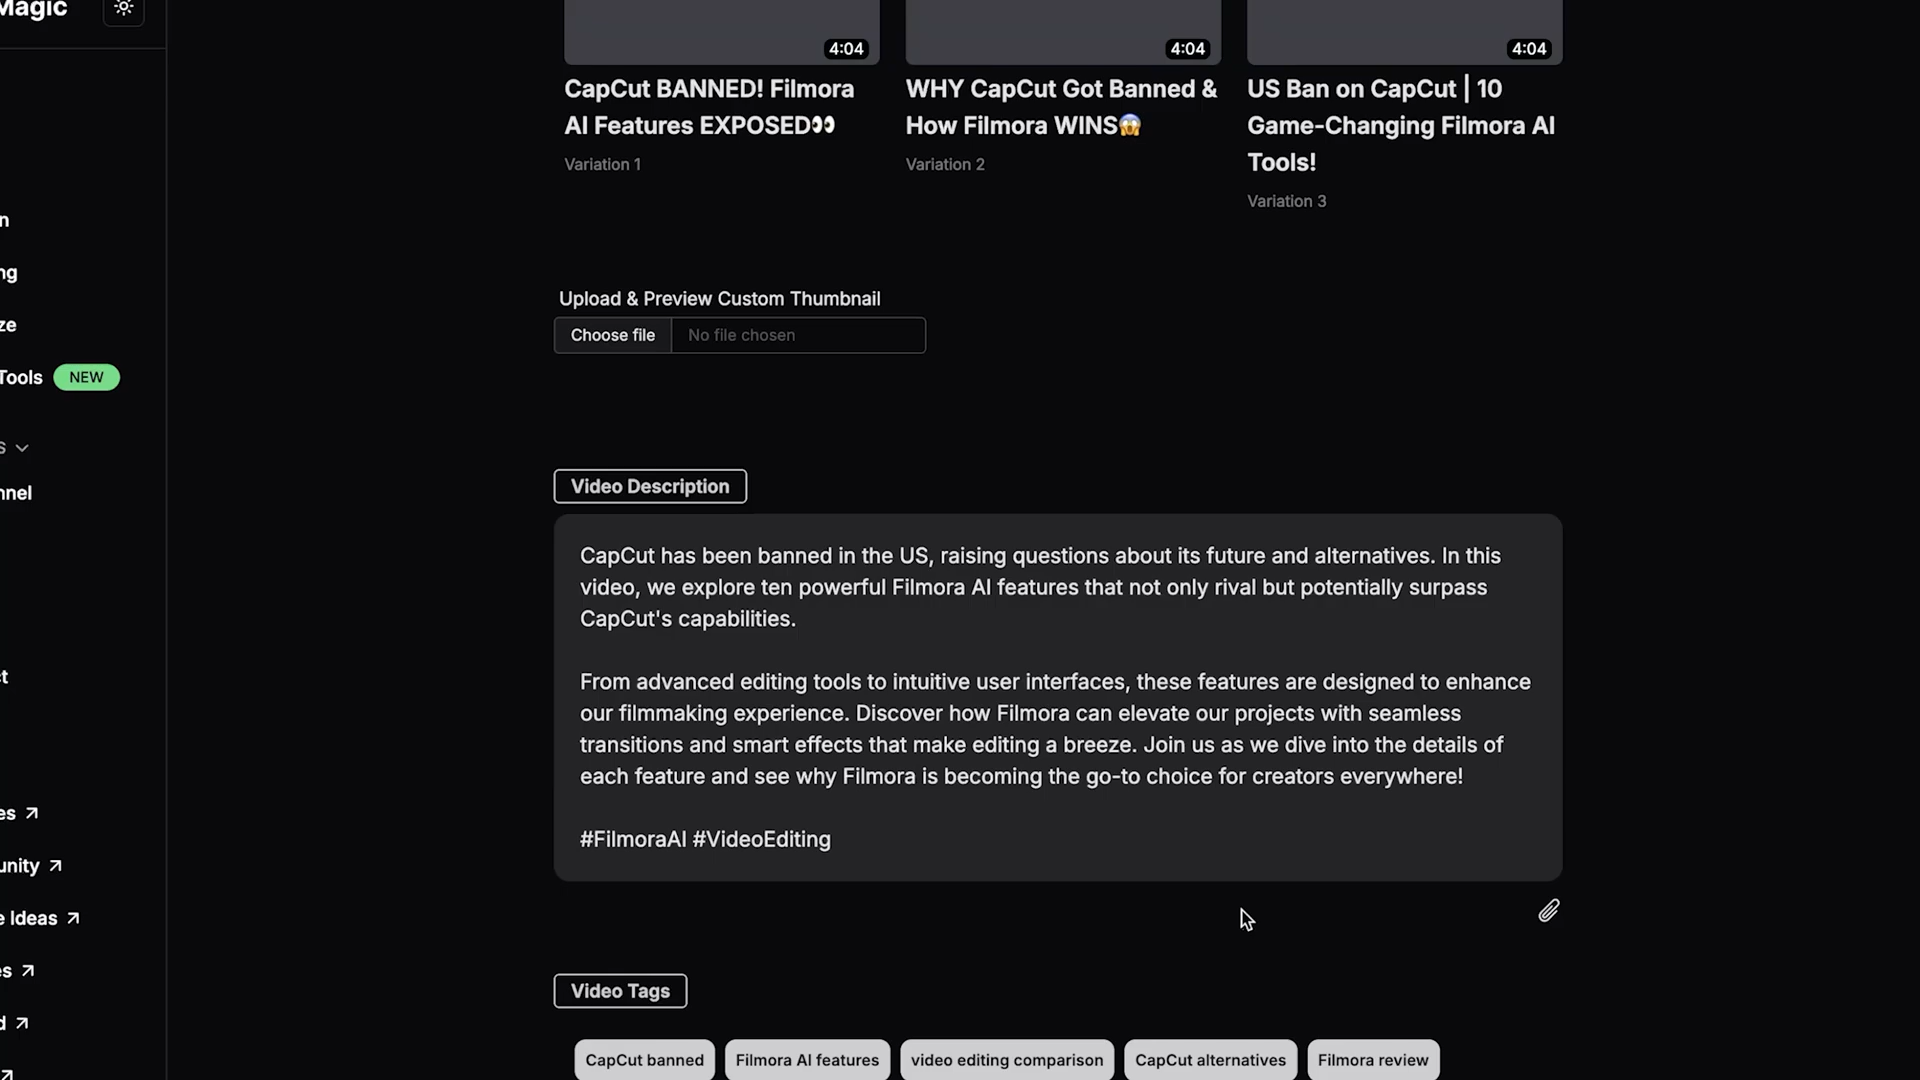 Magic
4:04
4:04
4:04
CapCut BANNED! Filmora
AI Features EXPOSED👀
Variation 1
WHY CapCut Got Banned &
How Filmora WINS😱
Variation 2
US Ban on CapCut | 10
Game-Changing Filmora AI
Tools!
Variation 3
n
ng
ze
Tools NEW
S
nnel
t
es
unity
e Ideas
es
d
Upload & Preview Custom Thumbnail
Choose file No file chosen
Video Description
CapCut has been banned in the US, raising questions about its future and alternatives. In this
video, we explore ten powerful Filmora AI features that not only rival but potentially surpass
CapCut's capabilities.
From advanced editing tools to intuitive user interfaces, these features are designed to enhance
our filmmaking experience. Discover how Filmora can elevate our projects with seamless
transitions and smart effects that make editing a breeze. Join us as we dive into the details of
each feature and see why Filmora is becoming the go-to choice for creators everywhere!
#FilmoraAI #VideoEditing
Video Tags
CapCut banned Filmora AI features video editing comparison CapCut alternatives Filmora review